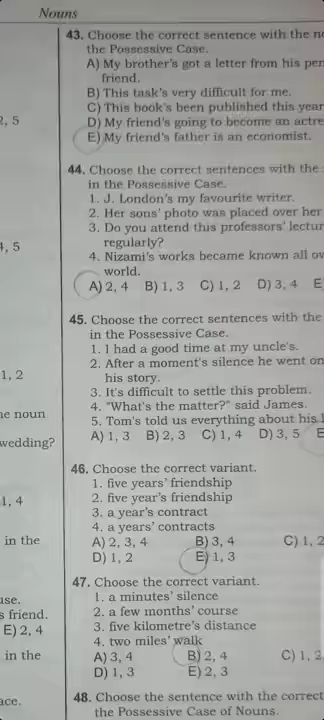 Nouns
43. Choose the correct sentence with the
the Possessive Case.
A) My brother's got a letter from his pen
friend.
B) This task's very difficult for me.
C) This book's been published this year
D) My friend's going to become an
E) My friend's father is an economist.
2, 5
44. Choose the correct sentences with the
in the Possessive Case.
1. J. London's my favourite writer.
2. Her sons' photo was placed over her
3. Do you attend this professors'
regularly?
4. Nizami's works became known all
world.
A) 2, 4 B) 1, 3 C) 1, 2 D) 3, 4 E
4, 5
45. Choose the correct sentences with the
in the Possessive Case.
1. I had a good time at my uncle's.
2. After a moment's silence he went on
his story.
3. It's difficult to settle this problem.
4. "What's the matter?" said James.
5. Tom's told us everything about his
A) 1, 3 B) 2, 3 C) 1, 4 D) 3, 5 E
1, 2
noun
wedding?
46. Choose the correct variant.
1. five years' friendship
2. five year's friendship
3. a year's contract
4. a years' contracts
A) 2, 3, 4 B) 3, 4 C) 1, 2
D) 1, 2 E) 1, 3
1, 4
in the
47. Choose the correct variant.
1. a minutes' silence
2. a few months' course
3. five kilometre's distance
4. two miles' walk
A) 3, 4 B) 2, 4 C) 1, 2
D) 1, 3 E) 2, 3
friend.
E) 2, 4
in the
48. Choose the sentence with the correct
the Possessive Case of Nouns.